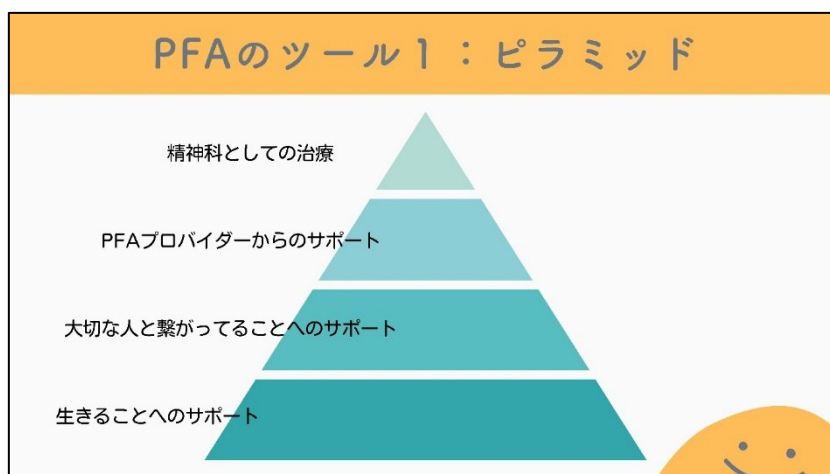 PFAのツール1：ピラミッド
精神科としての治療
PFAプロバイダーからのサポート
大切な人と繋がってることへのサポート
生きることへのサポート